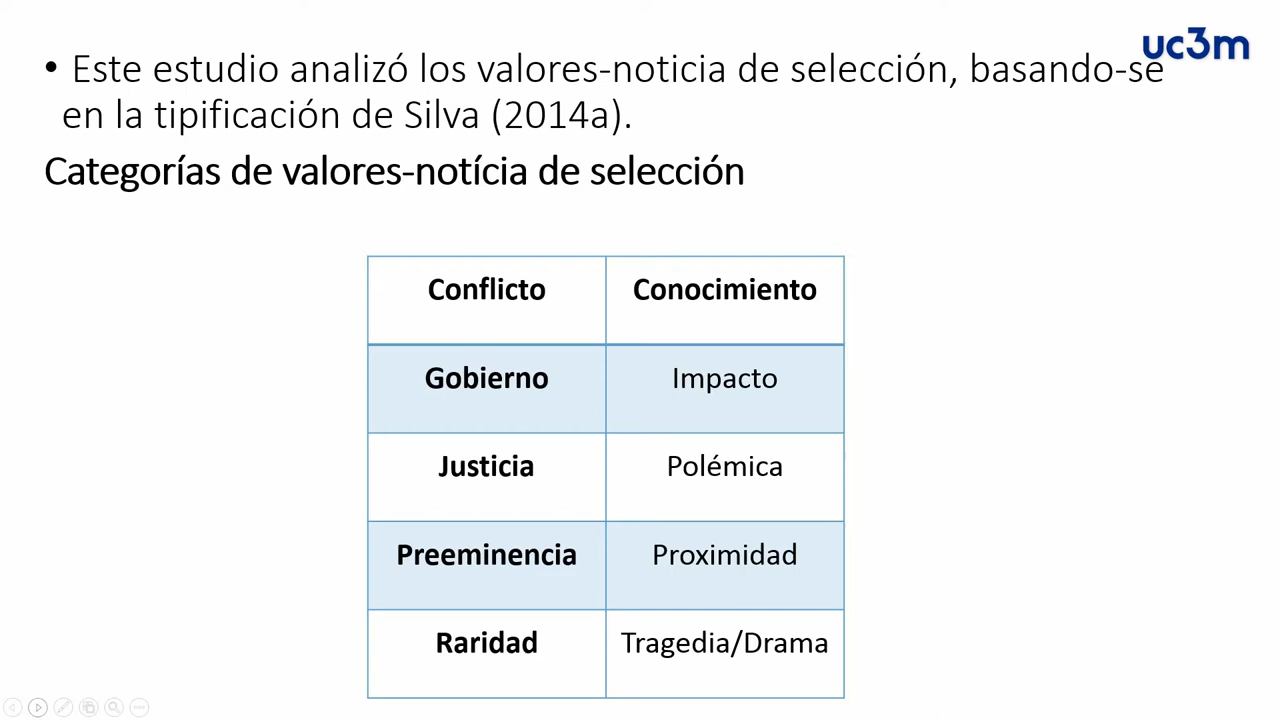 uc3m
• Este estudio analizó los valores-noticia de selección, basando-se
en la tipificación de Silva (2014a).
Categorías de valores-notícia de selección
Conflicto Conocimiento
Gobierno Impacto
Justicia Polémica
Preeminencia Proximidad
Raridad Tragedia/Drama